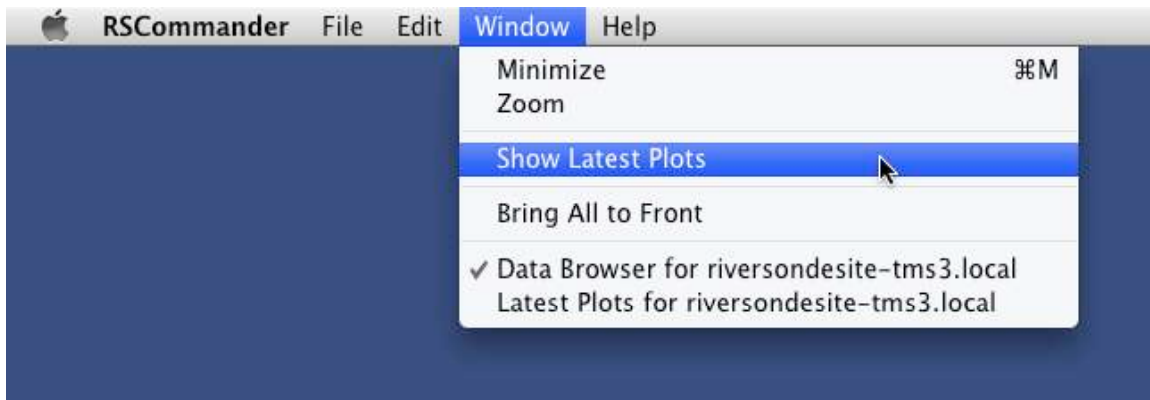 RSCommander File Edit Window Help
Minimize ⌘M
Zoom
Show Latest Plots
Bring All to Front
✓ Data Browser for riversondesite-tms3.local
Latest Plots for riversondesite-tms3.local